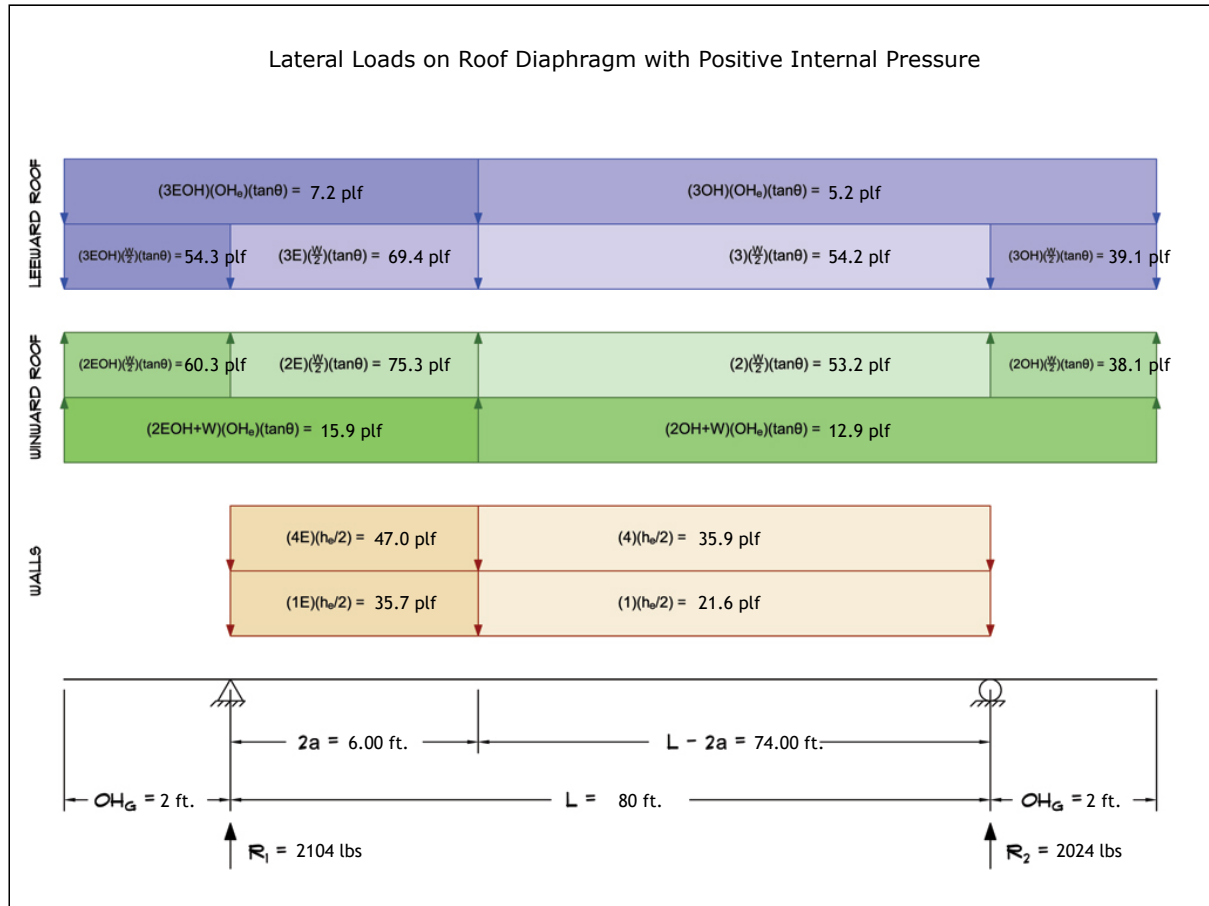 Lateral Loads on Roof Diaphragm with Positive Internal Pressure
LEEWARD ROOF
(3EOH)(OHₑ)(tanθ) = 7.2 plf
(3OH)(OHₑ)(tanθ) = 5.2 plf
(3EOH)(W/2)(tanθ) = 54.3 plf
(3E)(W/2)(tanθ) = 69.4 plf
(3)(W/2)(tanθ) = 54.2 plf
(3OH)(W/2)(tanθ) = 39.1 plf
WINWARD ROOF
(2EOH)(W/2)(tanθ) = 60.3 plf
(2E)(W/2)(tanθ) = 75.3 plf
(2)(W/2)(tanθ) = 53.2 plf
(2OH)(W/2)(tanθ) = 38.1 plf
(2EOH+W)(OHₑ)(tanθ) = 15.9 plf
(2OH+W)(OHₑ)(tanθ) = 12.9 plf
WALLS
(4E)(hₑ/2) = 47.0 plf
(4)(hₑ/2) = 35.9 plf
(1E)(hₑ/2) = 35.7 plf
(1)(hₑ/2) = 21.6 plf
2a = 6.00 ft.
L - 2a = 74.00 ft.
OH_G = 2 ft.
L = 80 ft.
OH_G = 2 ft.
R₁ = 2104 lbs
R₂ = 2024 lbs